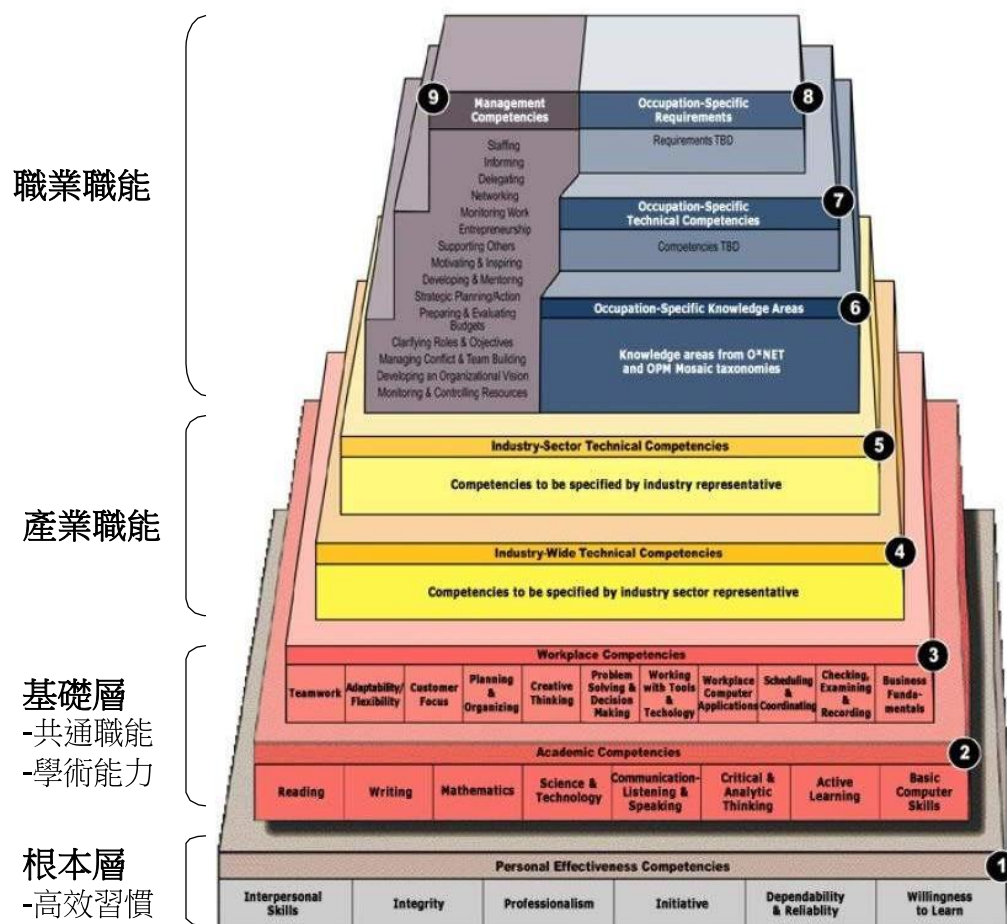 職業職能
9
Management
Competencies
Staffing
Informing
Delegating
Networking
Monitoring Work
Entrepreneurship
Supporting Others
Motivating & Inspiring
Developing & Mentoring
Strategic Planning/Action
Preparing & Evaluating
Budgets
Clarifying Roles & Objectives
Managing Conflict & Team Building
Developing an Organizational Vision
Monitoring & Controlling Resources
Occupation-Specific
Requirements
8
Requirements TBD
Occupation-Specific
Technical Competencies
7
Competencies TBD
Occupation-Specific Knowledge Areas
6
Knowledge areas from O*NET
and OPM Mosaic taxonomies
產業職能
Industry-Sector Technical Competencies
5
Competencies to be specified by industry representative
Industry-Wide Technical Competencies
4
Competencies to be specified by industry sector representative
基礎層
-共通職能
-學術能力
Workplace Competencies
3
Teamwork
Adaptability/
Flexibility
Customer
Focus
Planning
&
Organizing
Creative
Thinking
Problem
Solving &
Decision
Making
Working
with Tools
&
Techology
Workplace
Computer
Applications
Scheduling
&
Coordinating
Checking,
Examining
&
Recording
Business
Funda-
mentals
Academic Competencies
2
Reading
Writing
Mathematics
Science &
Technology
Communication-
Listening &
Speaking
Critical &
Analytic
Thinking
Active
Learning
Basic
Computer
Skills
根本層
-高效習慣
Personal Effectiveness Competencies
1
Interpersonal
Skills
Integrity
Professionalism
Initiative
Dependability
& Reliablity
Willingness
to Learn